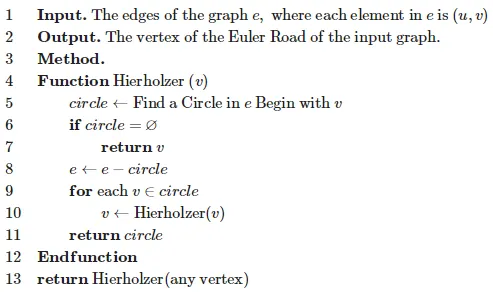 1 Input. The edges of the graph e, where each element in e is (u, v)
2 Output. The vertex of the Euler Road of the input graph.
3 Method.
4 Function Hierholzer (v)
5 circle ← Find a Circle in e Begin with v
6 if circle = ∅
7 return v
8 e ← e − circle
9 for each v ∈ circle
10 v ← Hierholzer(v)
11 return circle
12 Endfunction
13 return Hierholzer(any vertex)